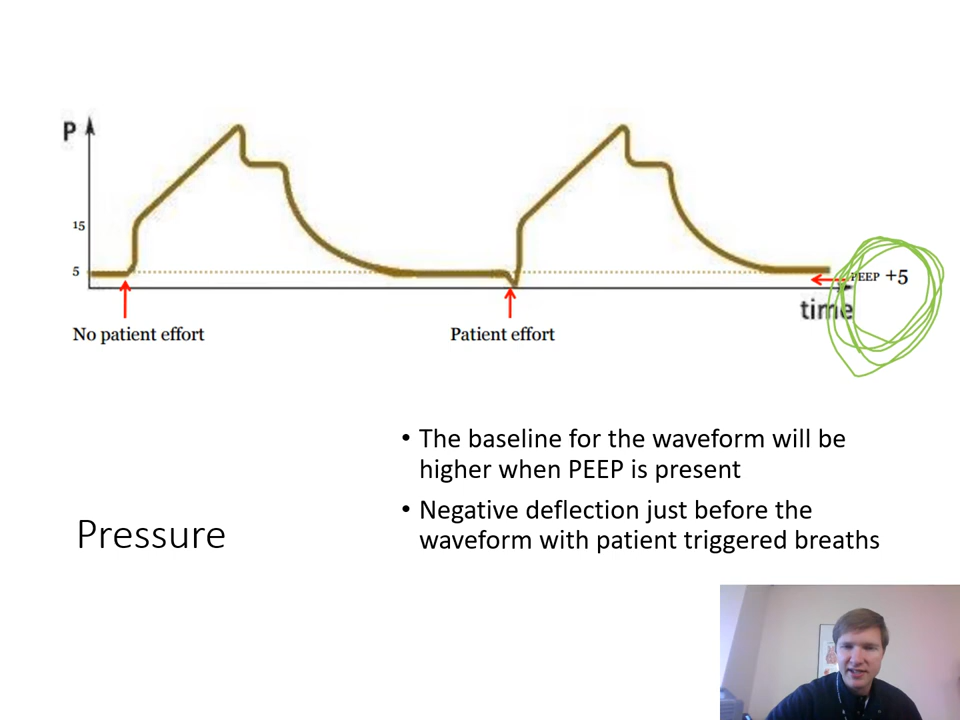 P
15
5
PEEP +5
time
No patient effort
Patient effort
• The baseline for the waveform will be
higher when PEEP is present
• Negative deflection just before the
waveform with patient triggered breaths
Pressure